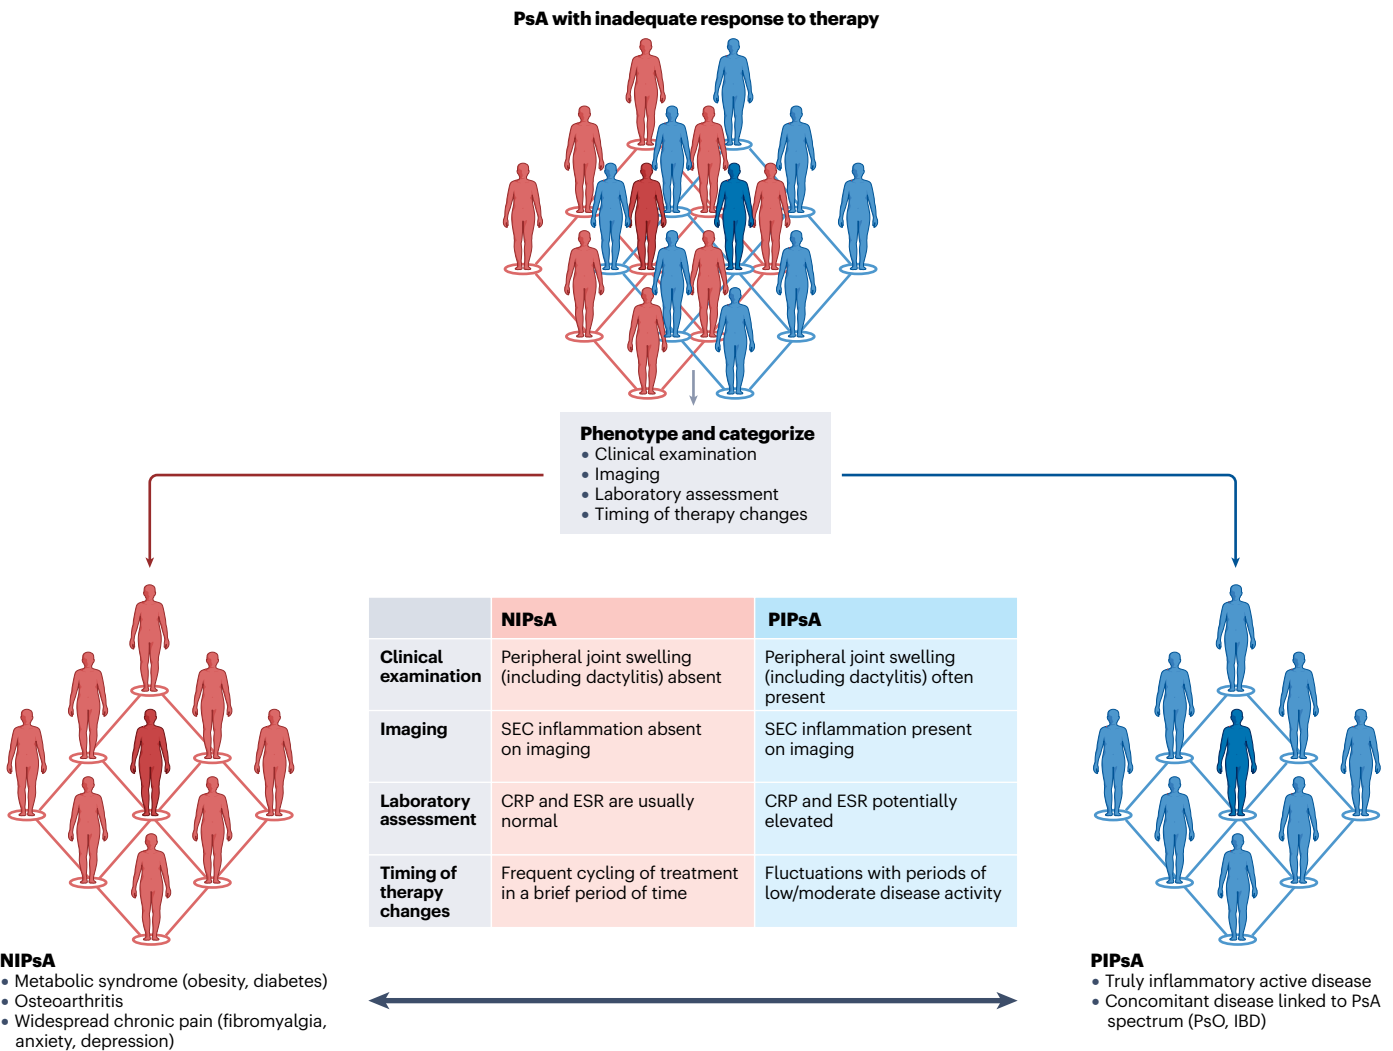 PsA with inadequate response to therapy
Phenotype and categorize
• Clinical examination
• Imaging
• Laboratory assessment
• Timing of therapy changes
NIPsA
PIPsA
Clinical
examination
Peripheral joint swelling
(including dactylitis) absent
Peripheral joint swelling
(including dactylitis) often
present
Imaging
SEC inflammation absent
on imaging
SEC inflammation present
on imaging
Laboratory
assessment
CRP and ESR are usually
normal
CRP and ESR potentially
elevated
Timing of
therapy
changes
Frequent cycling of treatment
in a brief period of time
Fluctuations with periods of
low/moderate disease activity
NIPsA
• Metabolic syndrome (obesity, diabetes)
• Osteoarthritis
• Widespread chronic pain (fibromyalgia,
anxiety, depression)
PIPsA
• Truly inflammatory active disease
• Concomitant disease linked to PsA
spectrum (PsO, IBD)